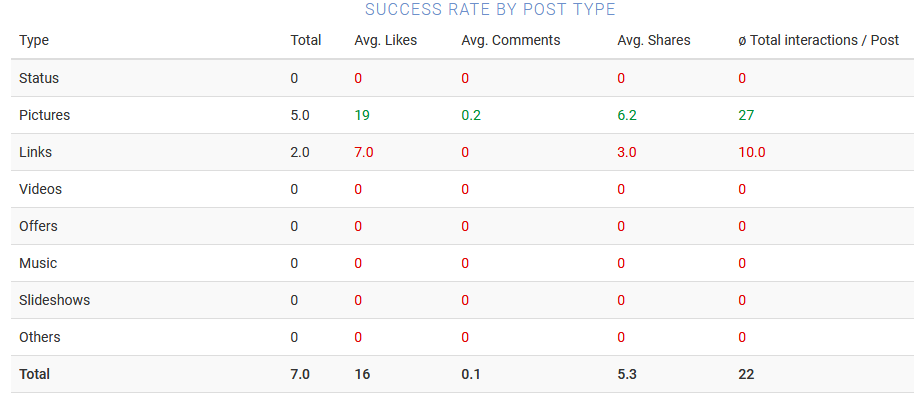 SUCCESS RATE BY POST TYPE
Type Total Avg. Likes Avg. Comments Avg. Shares ø Total interactions / Post
Status 0 0 0 0 0
Pictures 5.0 19 0.2 6.2 27
Links 2.0 7.0 0 3.0 10.0
Videos 0 0 0 0 0
Offers 0 0 0 0 0
Music 0 0 0 0 0
Slideshows 0 0 0 0 0
Others 0 0 0 0 0
Total 7.0 16 0.1 5.3 22